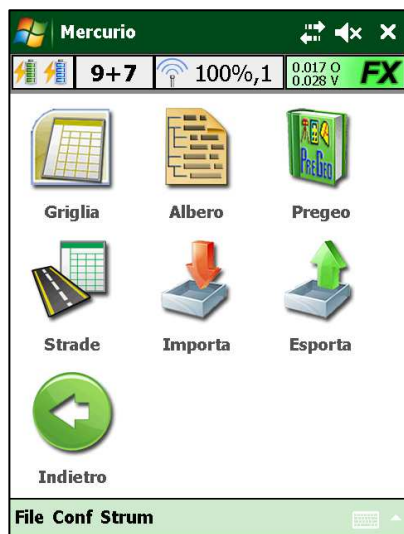 Mercurio
9+7
100%,1
0.017 O
0.028 V
FX
Griglia
Albero
PREGEO
Pregeo
Strade
Importa
Esporta
Indietro
File Conf Strum